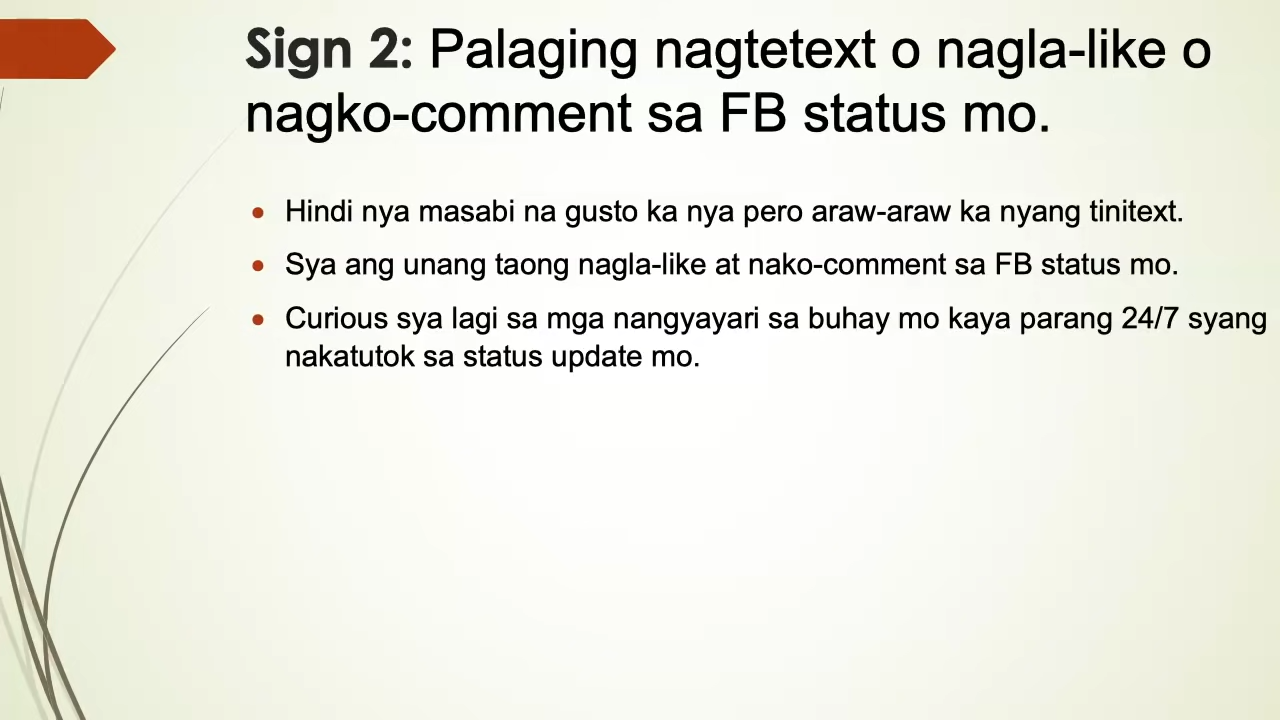 Sign 2: Palaging nagtetext o nagla-like o
nagko-comment sa FB status mo.
Hindi nya masabi na gusto ka nya pero araw-araw ka nyang tinitext.
Sya ang unang taong nagla-like at nako-comment sa FB status mo.
Curious sya lagi sa mga nangyayari sa buhay mo kaya parang 24/7 syang
nakatutok sa status update mo.